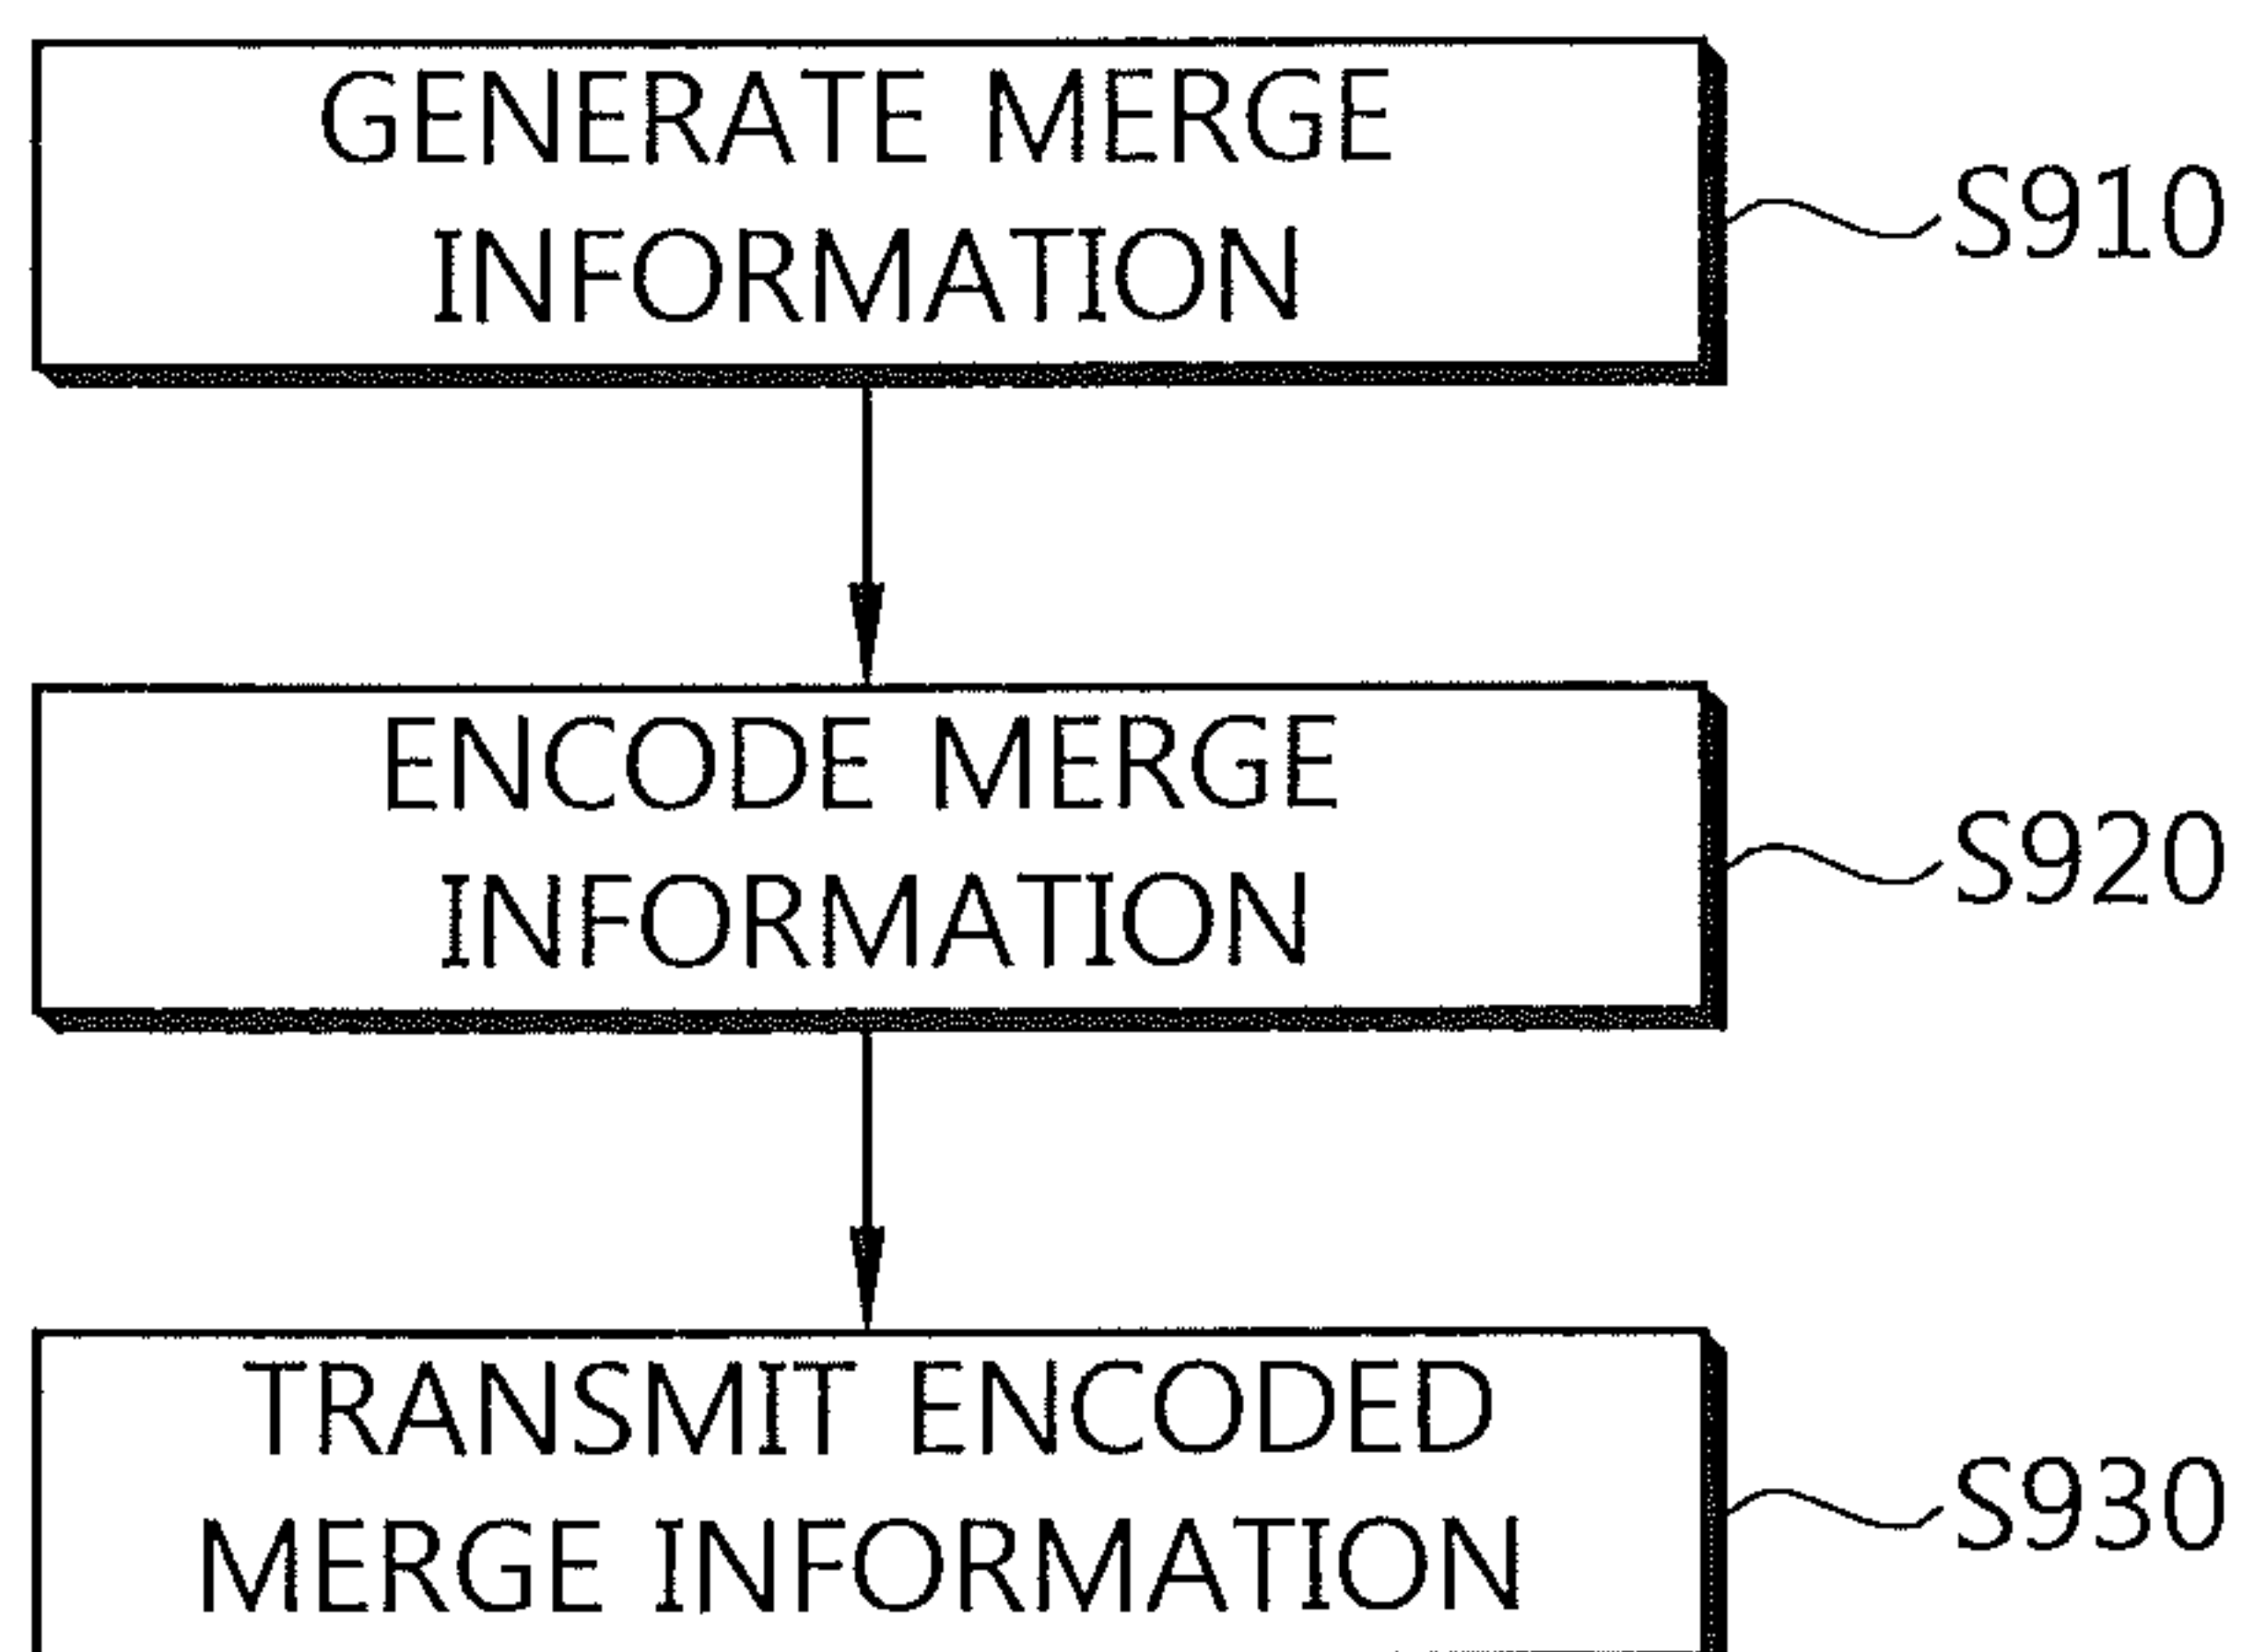 GENERATE MERGE
INFORMATION
S910
ENCODE MERGE
INFORMATION
S920
TRANSMIT ENCODED
MERGE INFORMATION
S930